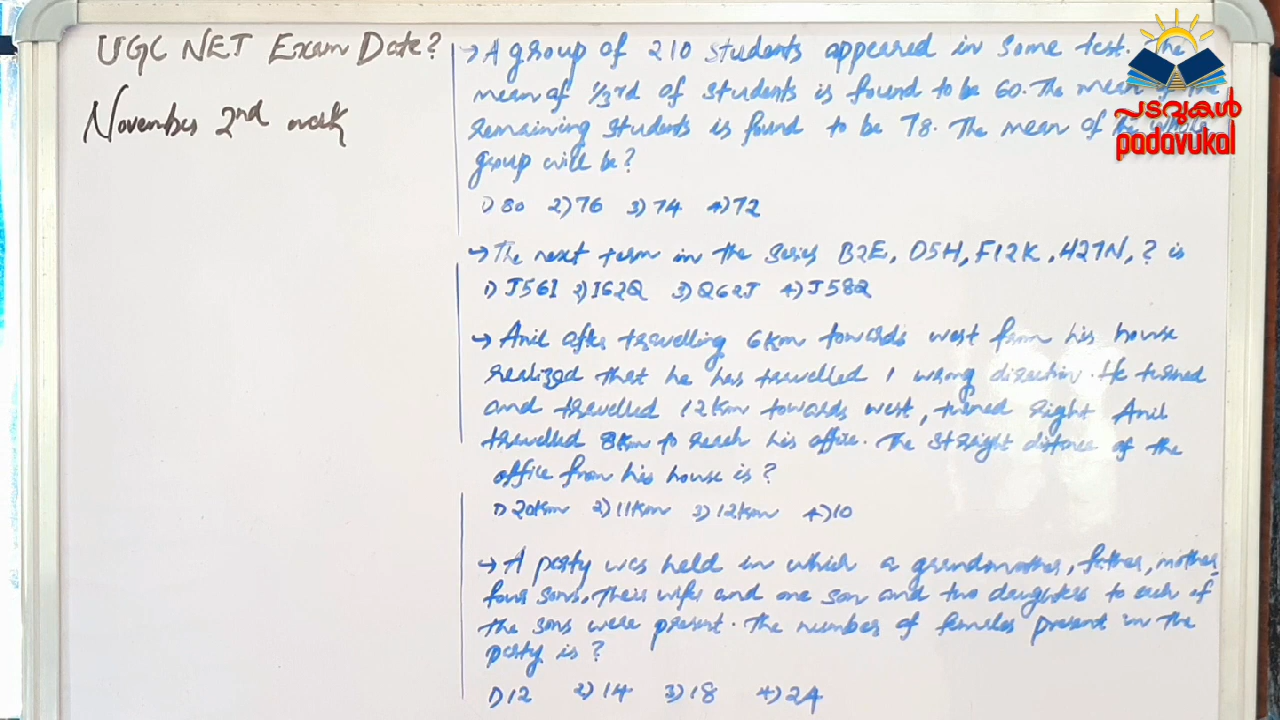 UGC NET Exam Date?
November 2nd week
→ A group of 210 students appeared in some test. The
mean of 1/3rd of students is found to be 60. The mean of the
remaining students is found to be 78. The mean of the whole
group will be?
1) 80 2) 76 3) 74 4) 72
→ The next term in the series B2E, D5H, F12K, H27N, ? is
1) J56I 2) I62Q 3) Q62J 4) J58Q
→ Anil after travelling 6km towards west from his house
realized that he has travelled 1 wrong direction. He turned
and travelled 12km towards west, turned right Anil
travelled 8km to reach his office. The straight distance of the
office from his house is?
1) 20km 2) 11km 3) 12km 4) 10
→ A party was held in which a grandmother, father, mother,
four sons, their wifes and one son and two daughters to each of
the sons were present. The number of females present in the
party is?
1) 12 2) 14 3) 18 4) 24
പടവുകൾ
padavukal